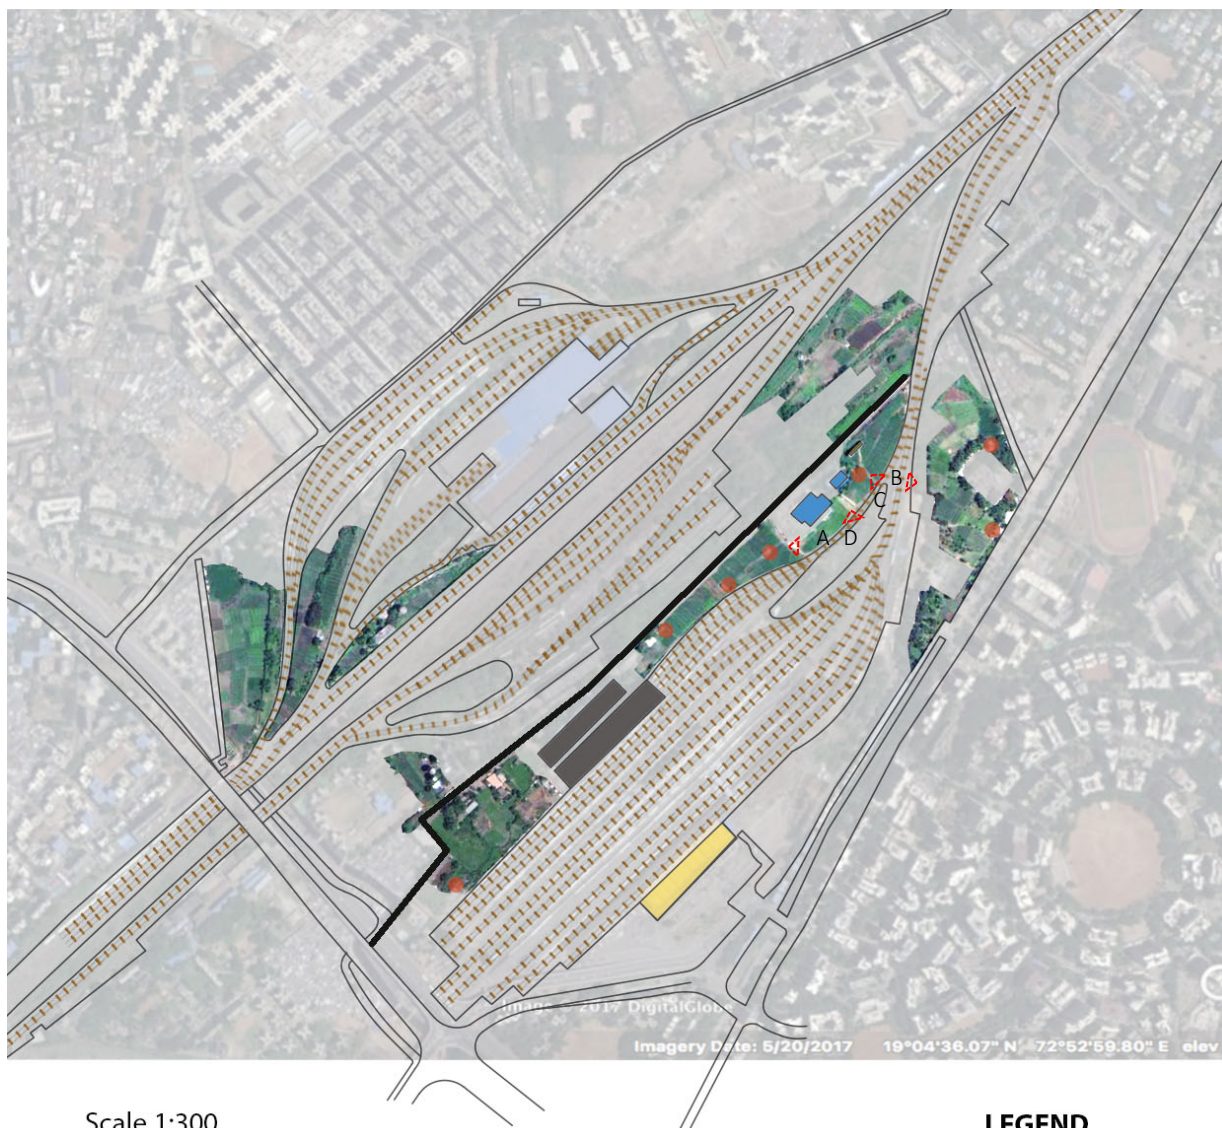 B
C
A D
Image © 2017 DigitalGlobe
Imagery Date: 5/20/2017 19°04'36.07" N 72°52'59.80" E elev
Scale 1:300
LEGEND